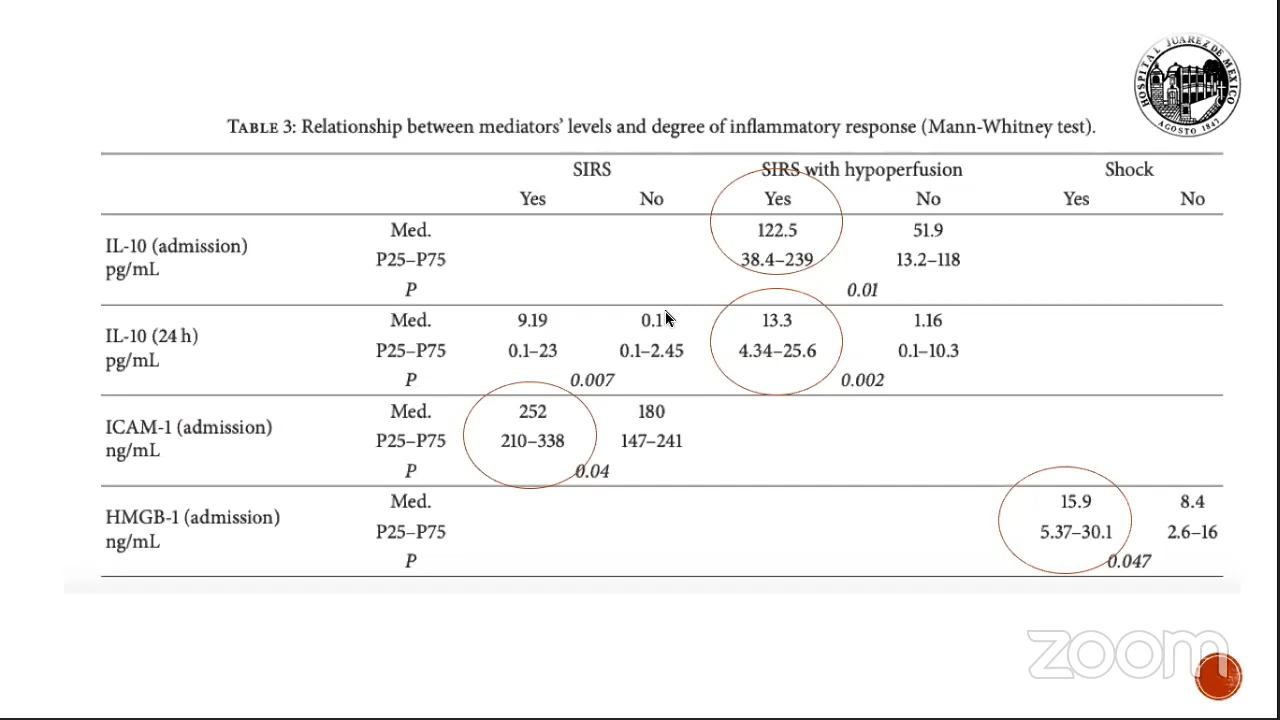 HOSPITAL JUAREZ DE MEXICO
AGOSTO 1847
TABLE 3: Relationship between mediators' levels and degree of inflammatory response (Mann-Whitney test).
SIRS SIRS with hypoperfusion Shock
Yes No Yes No Yes No
IL-10 (admission)
pg/mL
Med. 122.5 51.9
P25–P75 38.4–239 13.2–118
P 0.01
IL-10 (24 h)
pg/mL
Med. 9.19 0.1 13.3 1.16
P25–P75 0.1–23 0.1–2.45 4.34–25.6 0.1–10.3
P 0.007 0.002
ICAM-1 (admission)
ng/mL
Med. 252 180
P25–P75 210–338 147–241
P 0.04
HMGB-1 (admission)
ng/mL
Med. 15.9 8.4
P25–P75 5.37–30.1 2.6–16
P 0.047
zoom